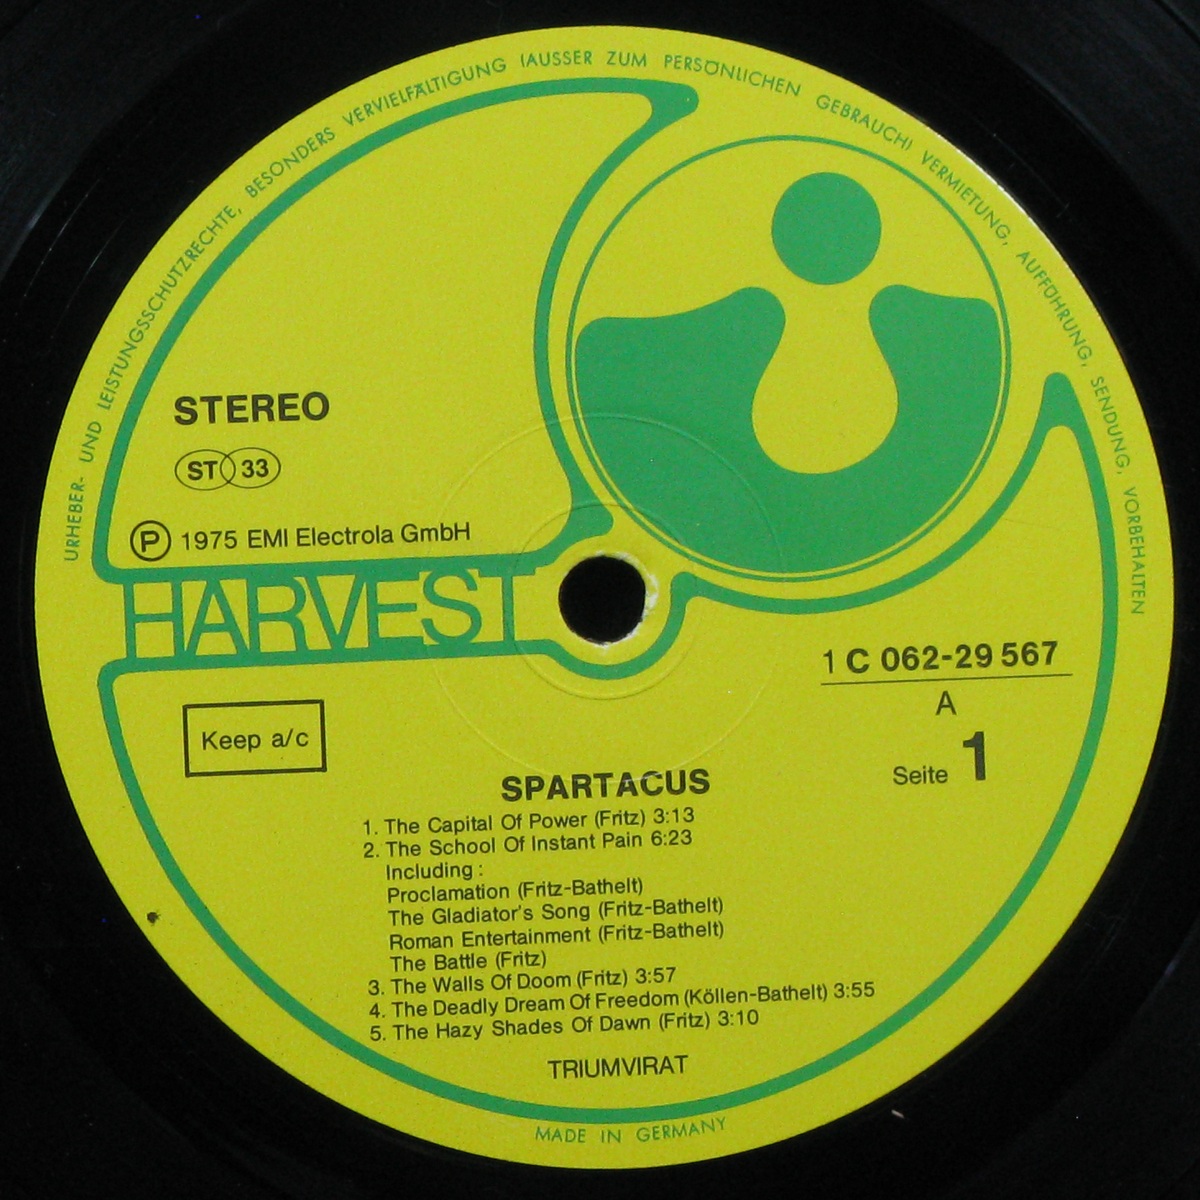 URHEBER- UND LEISTUNGSSCHUTZRECHTE, BESONDERS VERVIELFÄLTIGUNG (AUSSER ZUM PERSÖNLICHEN GEBRAUCH) VERMIETUNG, AUFFÜHRUNG, SENDUNG, VORBEHALTEN
STEREO
ST 33
Ⓟ 1975 EMI Electrola GmbH
HARVEST
1 C 062-29 567
A
Seite 1
Keep a/c
SPARTACUS
1. The Capital Of Power (Fritz) 3:13
2. The School Of Instant Pain 6:23
Including :
Proclamation (Fritz-Bathelt)
The Gladiator's Song (Fritz-Bathelt)
Roman Entertainment (Fritz-Bathelt)
The Battle (Fritz)
3. The Walls Of Doom (Fritz) 3:57
4. The Deadly Dream Of Freedom (Köllen-Bathelt) 3:55
5. The Hazy Shades Of Dawn (Fritz) 3:10
TRIUMVIRAT
MADE IN GERMANY